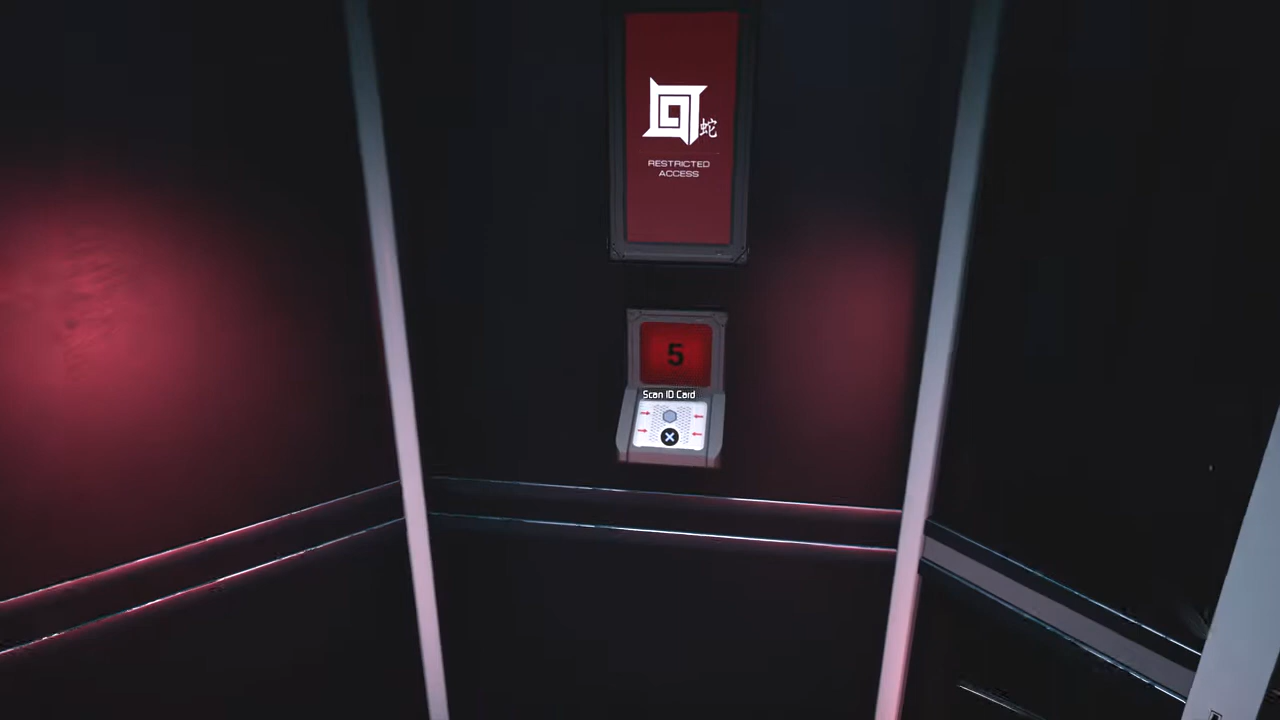 蛇
RESTRICTED
ACCESS
5
Scan ID Card